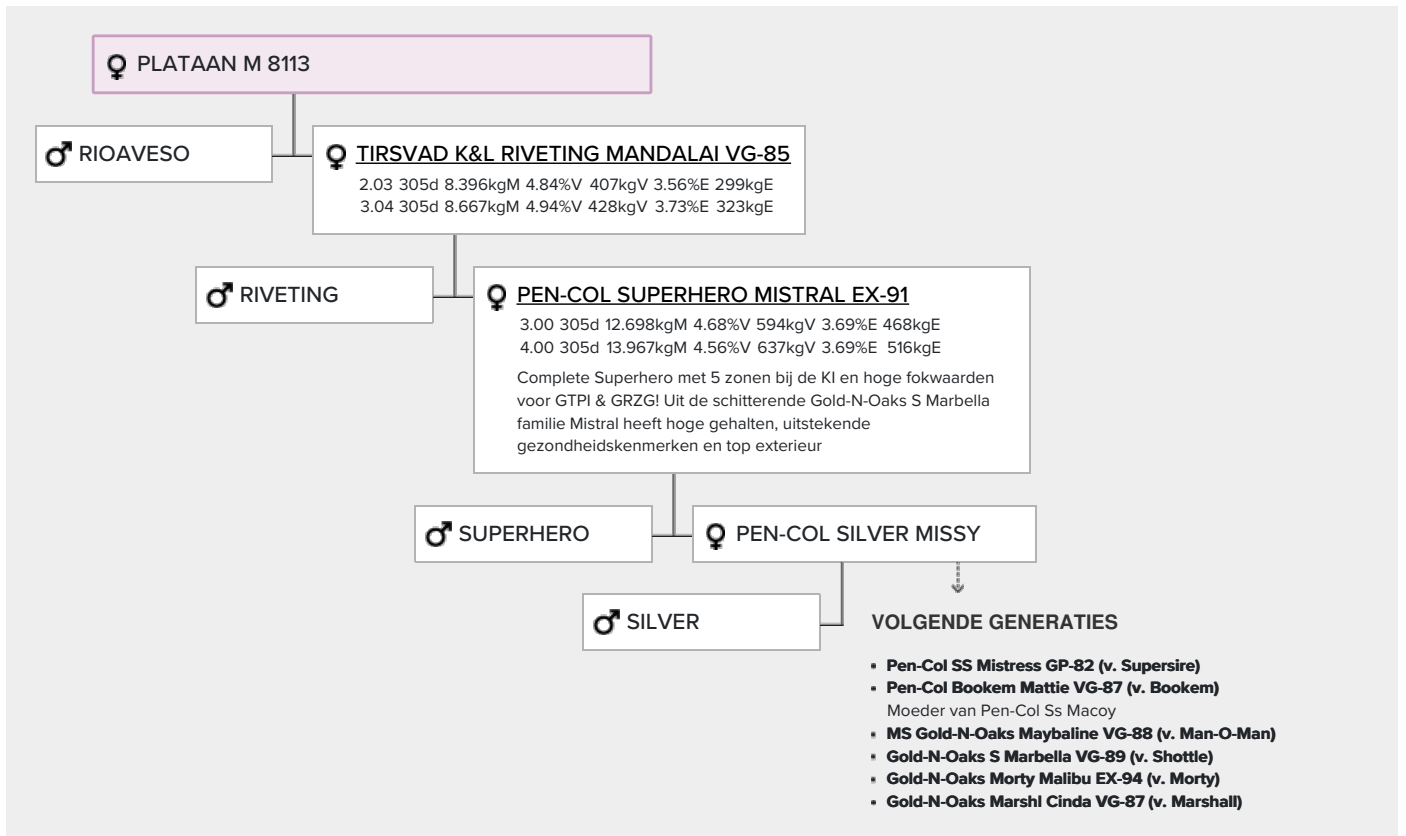 PLATAAN M 8113
RIOAVESO
TIRSVAD K&L RIVETING MANDALAI VG-85
2.03 305d 8.396kgM 4.84%V 407kgV 3.56%E 299kgE
3.04 305d 8.667kgM 4.94%V 428kgV 3.73%E 323kgE
RIVETING
PEN-COL SUPERHERO MISTRAL EX-91
3.00 305d 12.698kgM 4.68%V 594kgV 3.69%E 468kgE
4.00 305d 13.967kgM 4.56%V 637kgV 3.69%E 516kgE
Complete Superhero met 5 zonen bij de KI en hoge fokwaarden
voor GTPI & GRZG! Uit de schitterende Gold-N-Oaks S Marbella
familie Mistral heeft hoge gehalten, uitstekende
gezondheidskenmerken en top exterieur
SUPERHERO
PEN-COL SILVER MISSY
SILVER
VOLGENDE GENERATIES
Pen-Col SS Mistress GP-82 (v. Supersire)
Pen-Col Bookem Mattie VG-87 (v. Bookem)
Moeder van Pen-Col Ss Macoy
MS Gold-N-Oaks Maybaline VG-88 (v. Man-O-Man)
Gold-N-Oaks S Marbella VG-89 (v. Shottle)
Gold-N-Oaks Morty Malibu EX-94 (v. Morty)
Gold-N-Oaks Marshl Cinda VG-87 (v. Marshall)